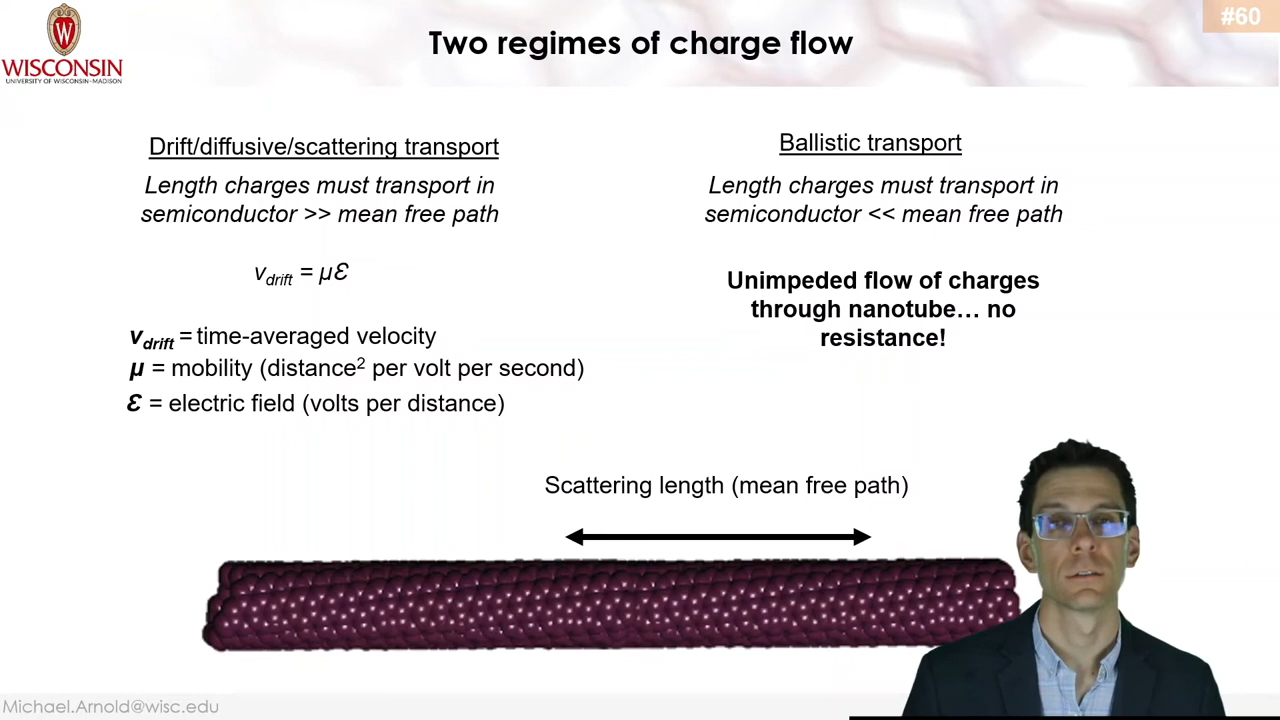 #60
WISCONSIN
UNIVERSITY OF WISCONSIN-MADISON
Two regimes of charge flow
Drift/diffusive/scattering transport
Length charges must transport in
semiconductor >> mean free path
v_drift = μℰ
v_drift = time-averaged velocity
μ = mobility (distance² per volt per second)
ℰ = electric field (volts per distance)
Ballistic transport
Length charges must transport in
semiconductor << mean free path
Unimpeded flow of charges
through nanotube… no
resistance!
Scattering length (mean free path)
Michael.Arnold@wisc.edu